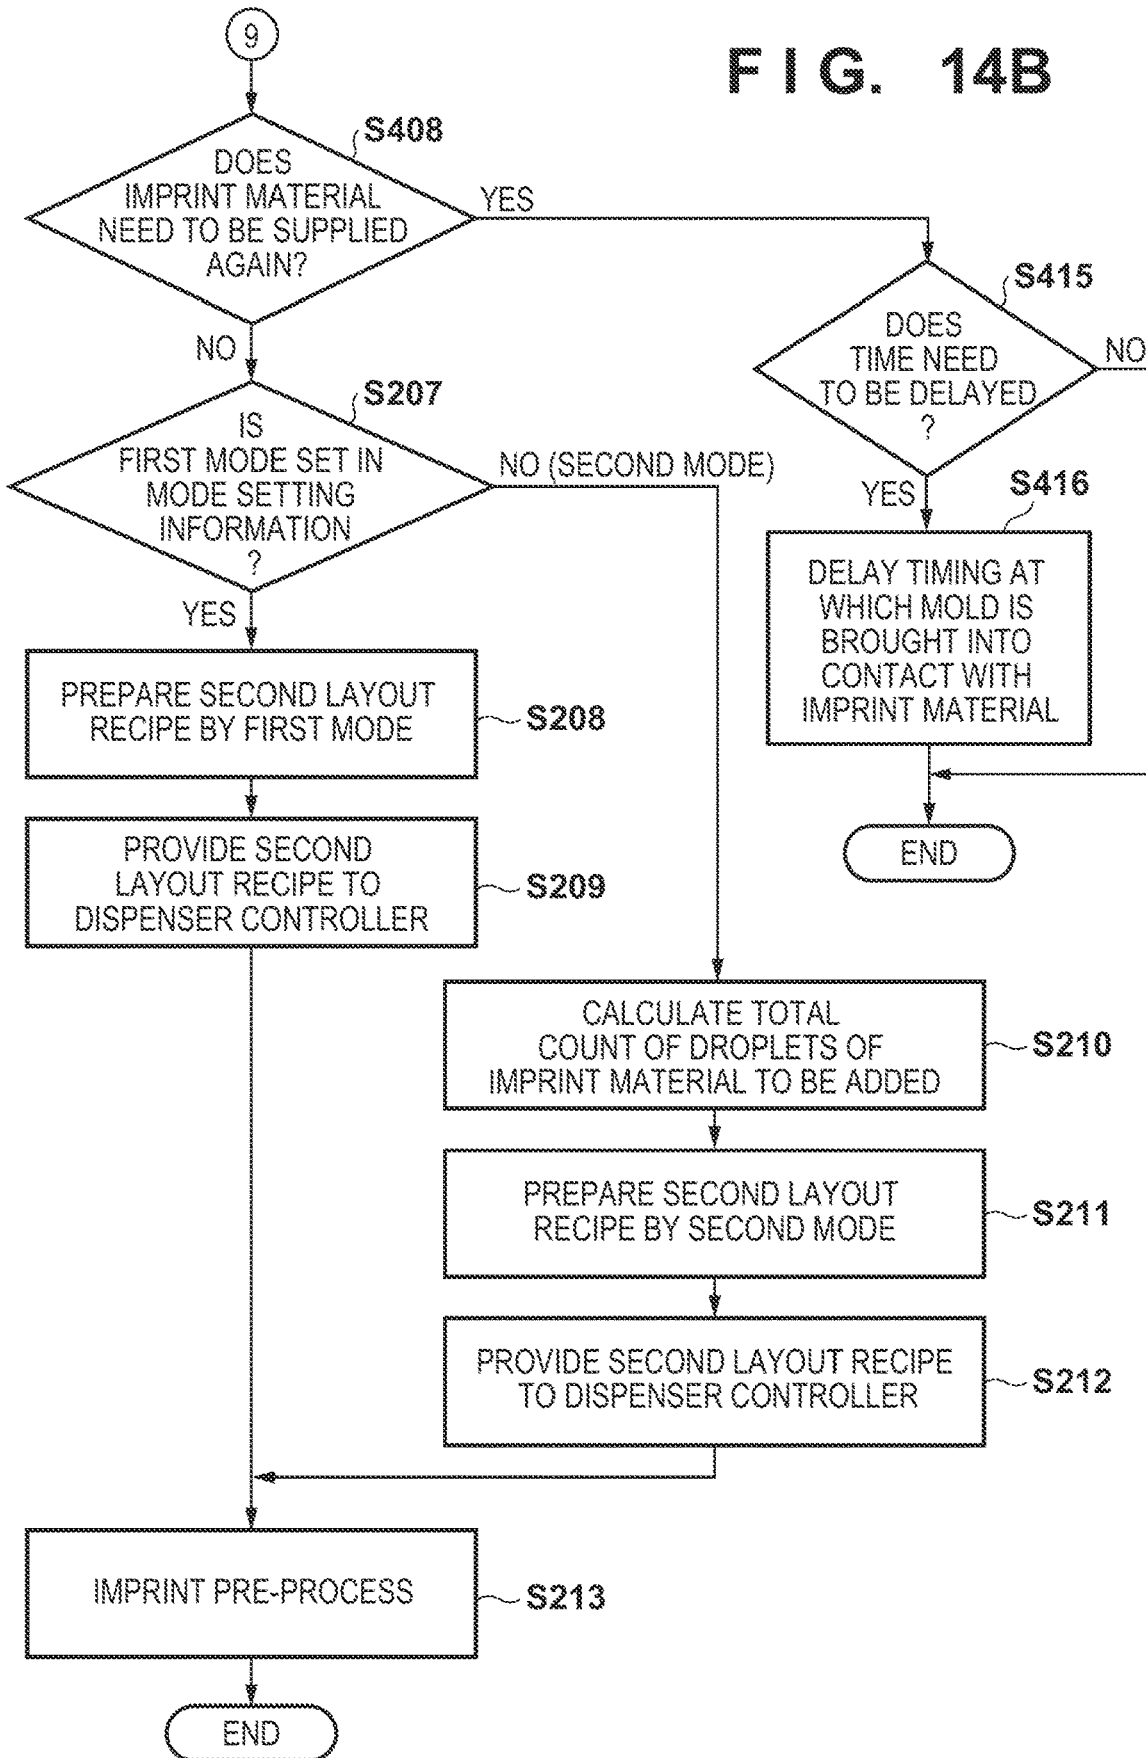 9
F I G. 14B
S408
DOES
IMPRINT MATERIAL
NEED TO BE SUPPLIED
AGAIN?
YES
NO
S415
DOES
TIME NEED
TO BE DELAYED
?
NO
YES
S207
IS
FIRST MODE SET IN
MODE SETTING
INFORMATION
?
NO (SECOND MODE)
YES
S416
DELAY TIMING AT
WHICH MOLD IS
BROUGHT INTO
CONTACT WITH
IMPRINT MATERIAL
END
PREPARE SECOND LAYOUT
RECIPE BY FIRST MODE
S208
PROVIDE SECOND
LAYOUT RECIPE TO
DISPENSER CONTROLLER
S209
CALCULATE TOTAL
COUNT OF DROPLETS OF
IMPRINT MATERIAL TO BE ADDED
S210
PREPARE SECOND LAYOUT
RECIPE BY SECOND MODE
S211
PROVIDE SECOND LAYOUT RECIPE
TO DISPENSER CONTROLLER
S212
IMPRINT PRE-PROCESS
S213
END